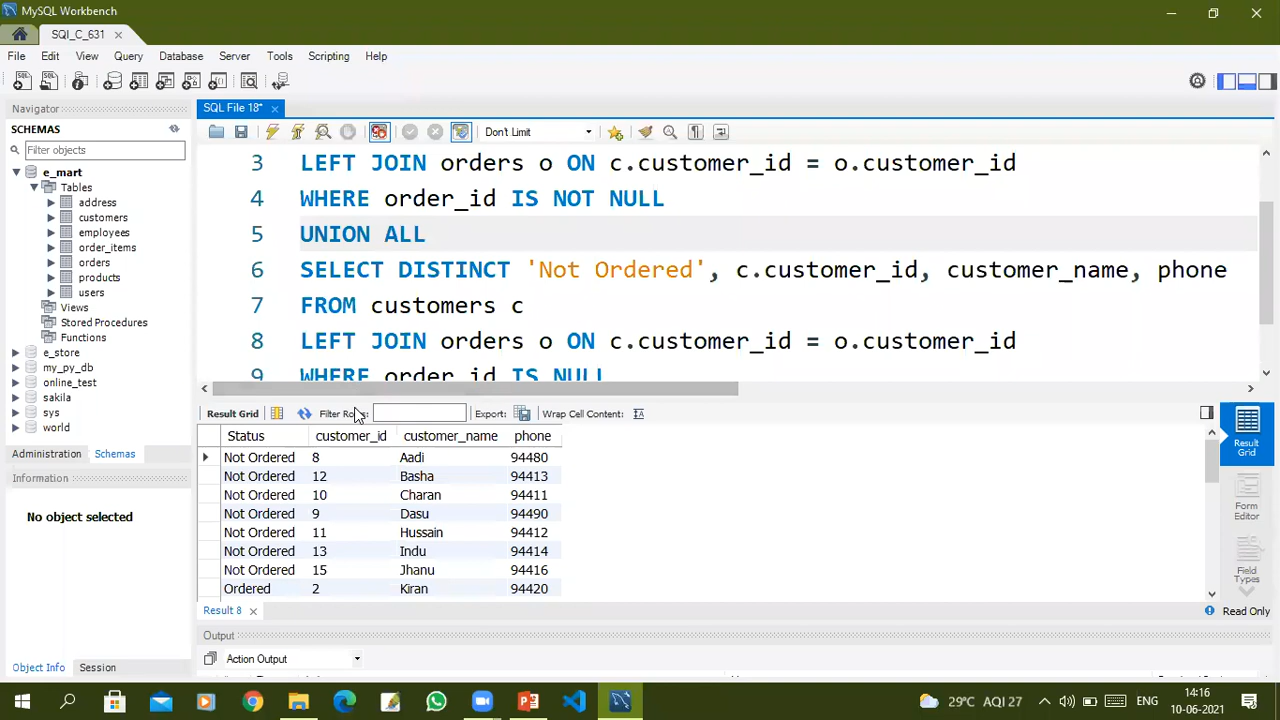 MySQL Workbench
SQl_C_631
File Edit View Query Database Server Tools Scripting Help
Navigator
SCHEMAS
Filter objects
e_mart
Tables
address
customers
employees
order_items
orders
products
users
Views
Stored Procedures
Functions
e_store
my_py_db
online_test
sakila
sys
world
Administration Schemas
Information
No object selected
Object Info Session
SQL File 18*
Don't Limit
3 LEFT JOIN orders o ON c.customer_id = o.customer_id
4 WHERE order_id IS NOT NULL
5 UNION ALL
6 SELECT DISTINCT 'Not Ordered', c.customer_id, customer_name, phone
7 FROM customers c
8 LEFT JOIN orders o ON c.customer_id = o.customer_id
9 WHERE order_id IS NULL
Result Grid Filter Rows: Export: Wrap Cell Content:
Status customer_id customer_name phone
Not Ordered 8 Aadi 94480
Not Ordered 12 Basha 94413
Not Ordered 10 Charan 94411
Not Ordered 9 Dasu 94490
Not Ordered 11 Hussain 94412
Not Ordered 13 Indu 94414
Not Ordered 15 Jhanu 94416
Ordered 2 Kiran 94420
Result Grid
Form Editor
Field Types
Result 8
Read Only
Output
Action Output
29°C AQI 27
ENG
14:16
10-06-2021